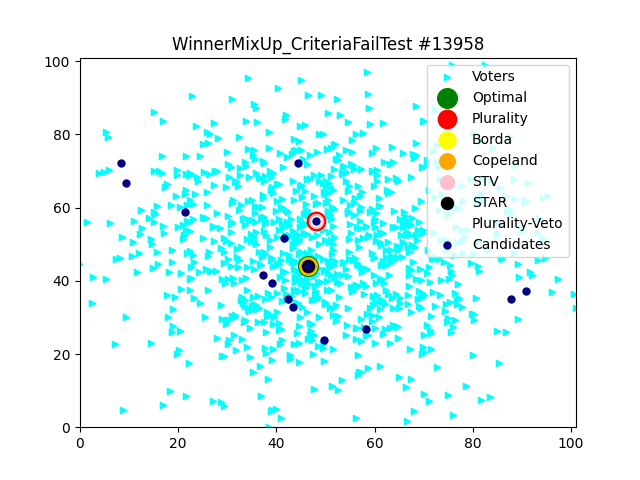 WinnerMixUp_CriteriaFailTest #13958
Voters
Optimal
Plurality
Borda
Copeland
STV
STAR
Plurality-Veto
Candidates
100
80
60
40
20
0
0 20 40 60 80 100